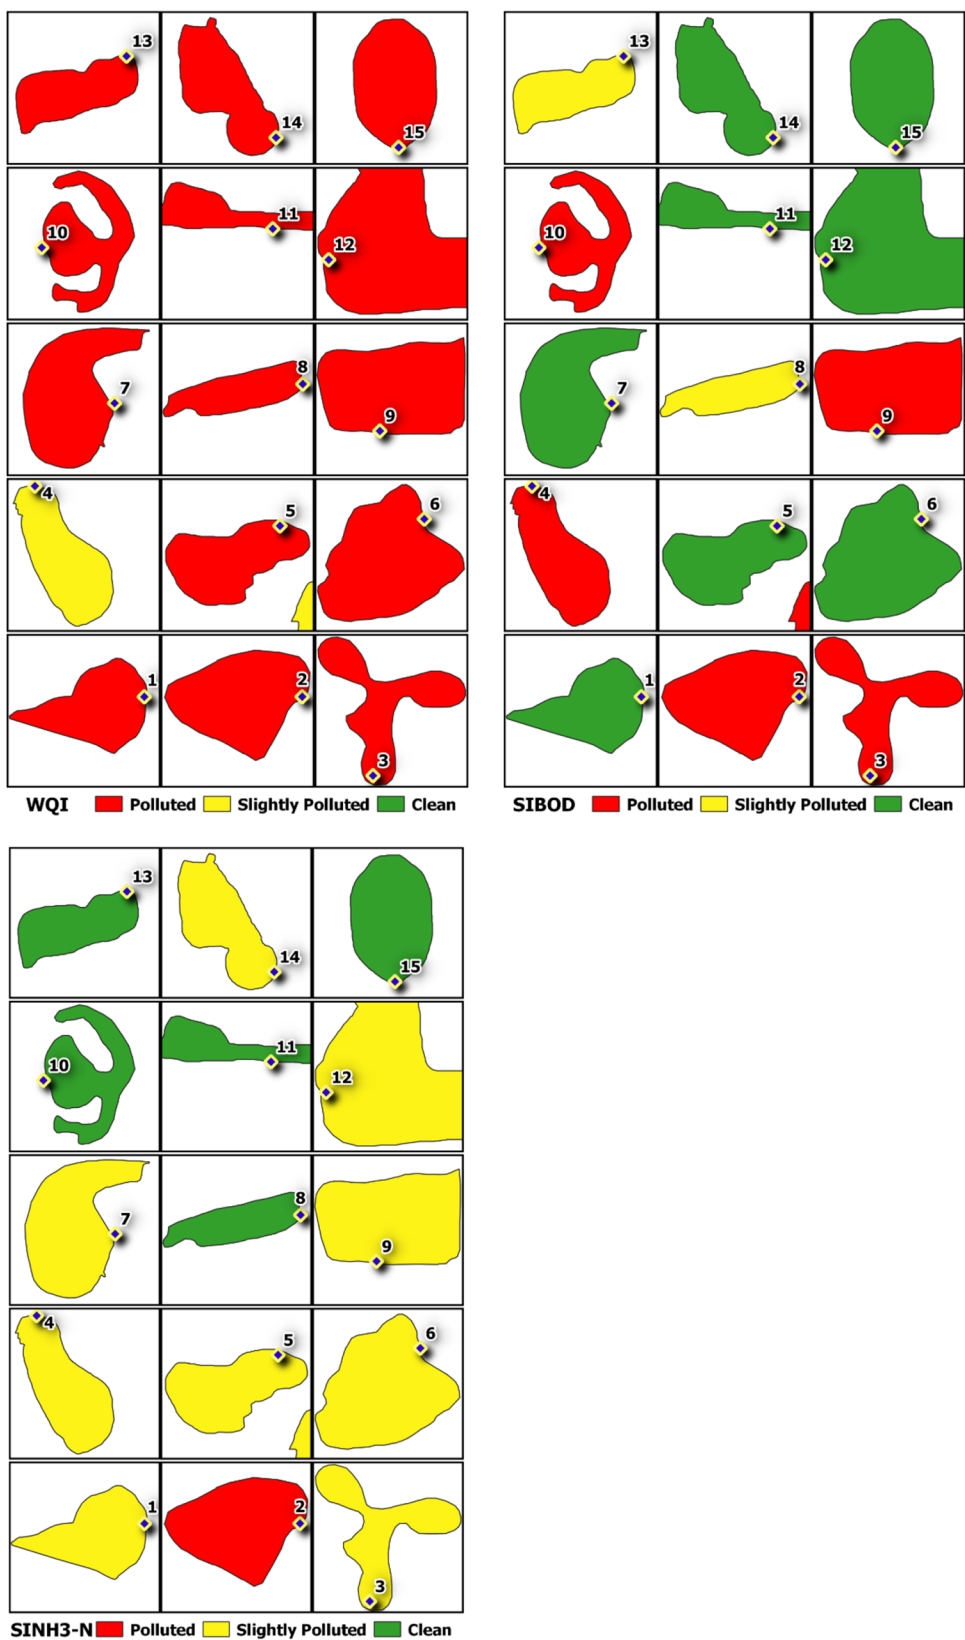 13 14 15
10 11 12
7 8 9
4 5 6
1 2 3
WQI Polluted Slightly Polluted Clean
13 14 15
10 11 12
7 8 9
4 5 6
1 2 3
SIBOD Polluted Slightly Polluted Clean
13 14 15
10 11 12
7 8 9
4 5 6
1 2 3
SINH3-N Polluted Slightly Polluted Clean